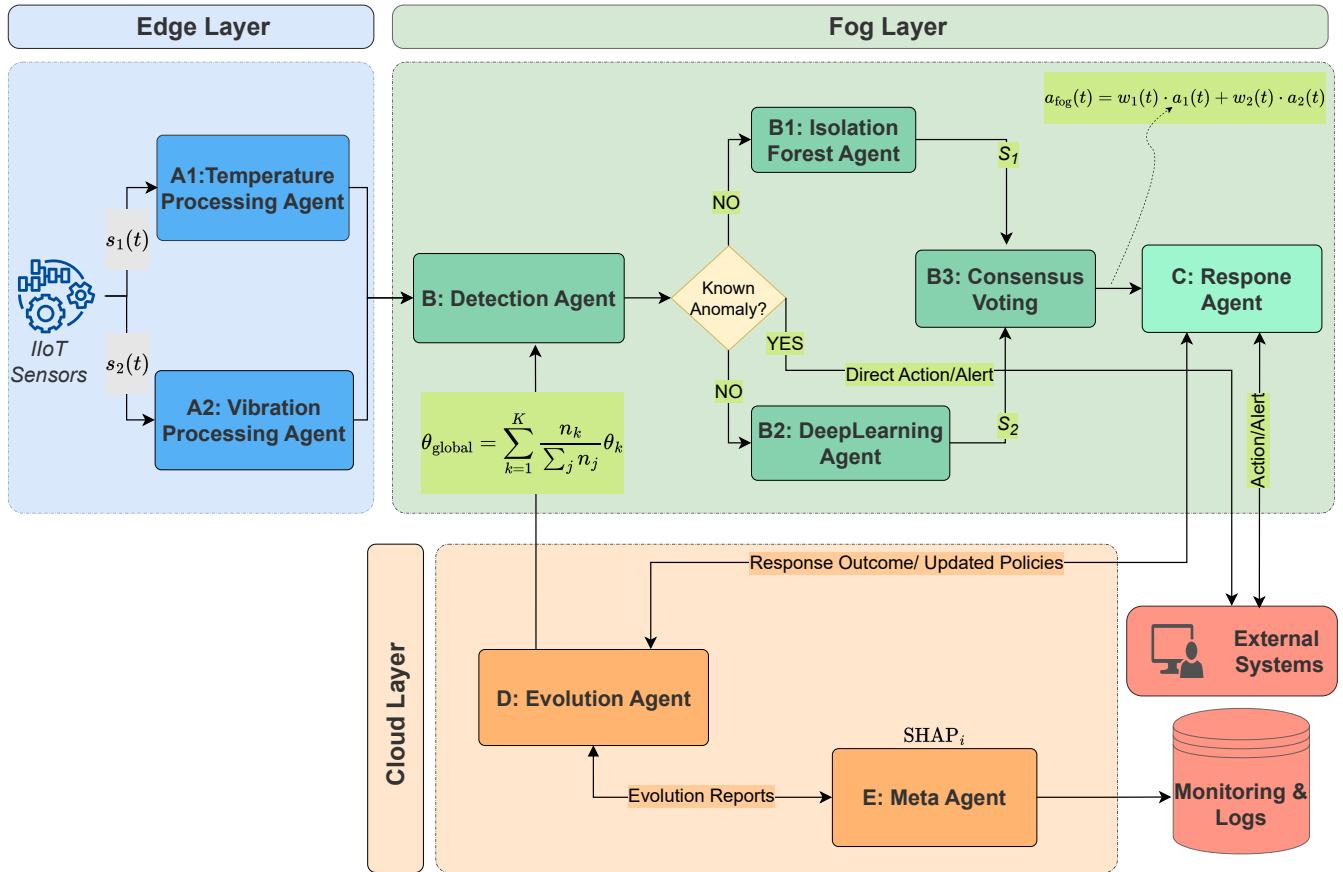 Edge Layer
Fog Layer
A1:Temperature
Processing Agent
s₁(t)
IIoT
Sensors
s₂(t)
A2: Vibration
Processing Agent
B: Detection Agent
Known
Anomaly?
NO
NO
YES
B1: Isolation
Forest Agent
S₁
B2: DeepLearning
Agent
S₂
B3: Consensus
Voting
a_fog(t) = w₁(t) · a₁(t) + w₂(t) · a₂(t)
C: Respone
Agent
Direct Action/Alert
Action/Alert
θ_global = ∑_{k=1}^{K} \frac{n_k}{∑_j n_j} θ_k
Cloud Layer
Response Outcome/ Updated Policies
D: Evolution Agent
Evolution Reports
SHAP_i
E: Meta Agent
External
Systems
Monitoring &
Logs